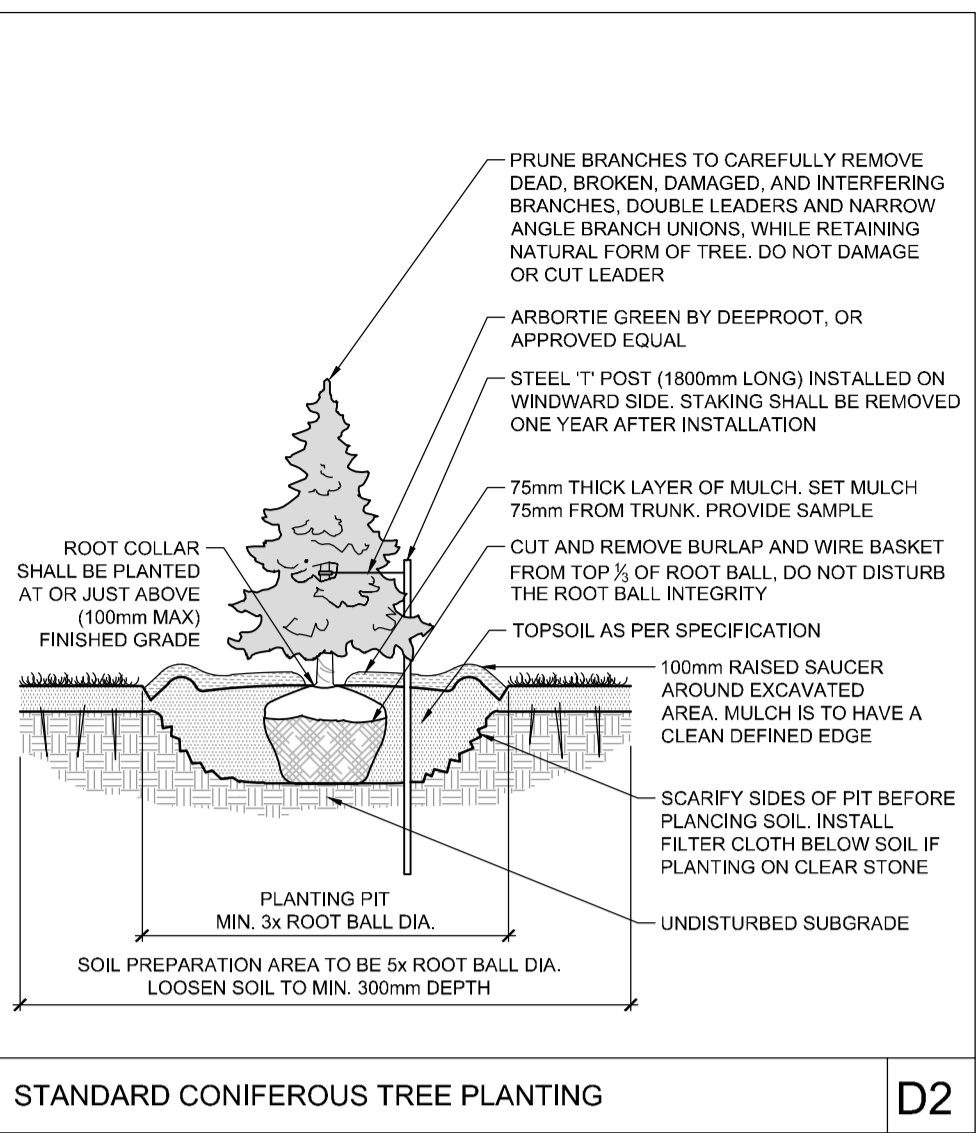 PRUNE BRANCHES TO CAREFULLY REMOVE
DEAD, BROKEN, DAMAGED, AND INTERFERING
BRANCHES, DOUBLE LEADERS AND NARROW
ANGLE BRANCH UNIONS, WHILE RETAINING
NATURAL FORM OF TREE. DO NOT DAMAGE
OR CUT LEADER
ARBORTIE GREEN BY DEEPROOT, OR
APPROVED EQUAL
STEEL 'T' POST (1800mm LONG) INSTALLED ON
WINDWARD SIDE. STAKING SHALL BE REMOVED
ONE YEAR AFTER INSTALLATION
75mm THICK LAYER OF MULCH. SET MULCH
75mm FROM TRUNK. PROVIDE SAMPLE
CUT AND REMOVE BURLAP AND WIRE BASKET
FROM TOP ⅓ OF ROOT BALL, DO NOT DISTURB
THE ROOT BALL INTEGRITY
TOPSOIL AS PER SPECIFICATION
100mm RAISED SAUCER
AROUND EXCAVATED
AREA. MULCH IS TO HAVE A
CLEAN DEFINED EDGE
SCARIFY SIDES OF PIT BEFORE
PLANCING SOIL. INSTALL
FILTER CLOTH BELOW SOIL IF
PLANTING ON CLEAR STONE
UNDISTURBED SUBGRADE
ROOT COLLAR
SHALL BE PLANTED
AT OR JUST ABOVE
(100mm MAX)
FINISHED GRADE
PLANTING PIT
MIN. 3x ROOT BALL DIA.
SOIL PREPARATION AREA TO BE 5x ROOT BALL DIA.
LOOSEN SOIL TO MIN. 300mm DEPTH
STANDARD CONIFEROUS TREE PLANTING
D2